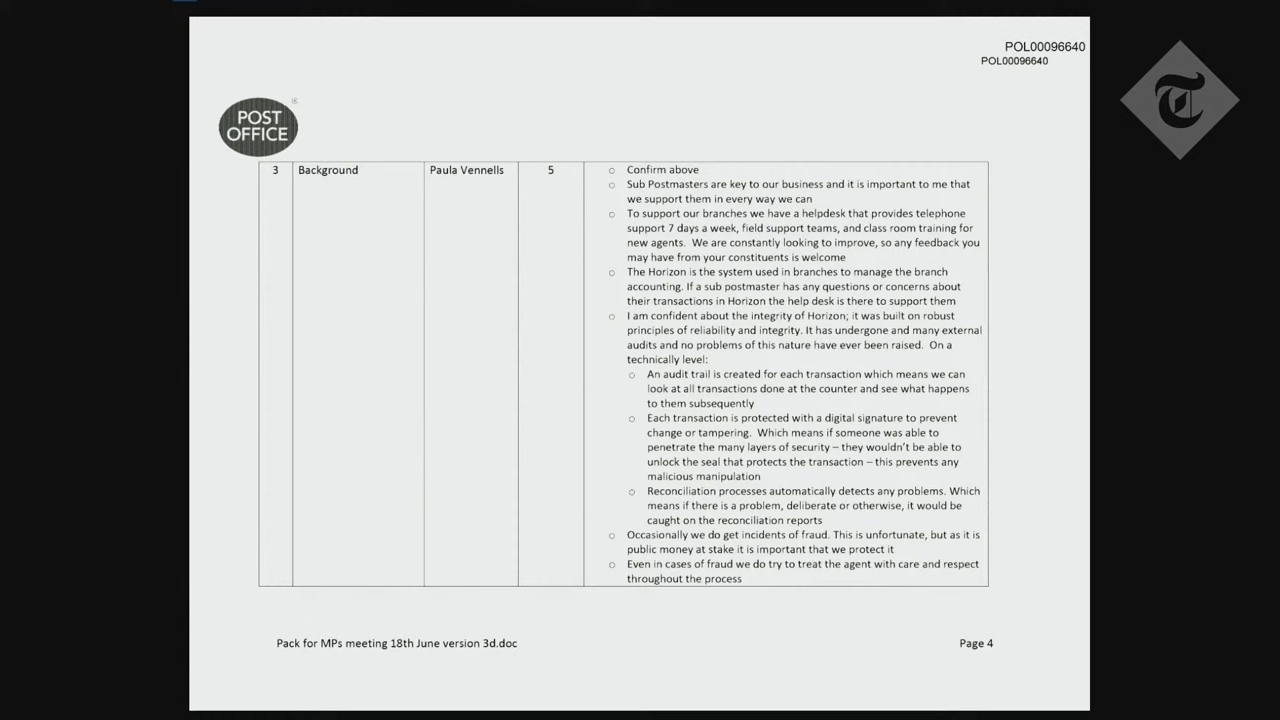 POL00096640
POL00096640
T
POST
OFFICE
®
3 Background Paula Vennells 5 o Confirm above
o Sub Postmasters are key to our business and it is important to me that
we support them in every way we can
o To support our branches we have a helpdesk that provides telephone
support 7 days a week, field support teams, and class room training for
new agents. We are constantly looking to improve, so any feedback you
may have from your constituents is welcome
o The Horizon is the system used in branches to manage the branch
accounting. If a sub postmaster has any questions or concerns about
their transactions in Horizon the help desk is there to support them
o I am confident about the integrity of Horizon; it was built on robust
principles of reliability and integrity. It has undergone and many external
audits and no problems of this nature have ever been raised. On a
technically level:
o An audit trail is created for each transaction which means we can
look at all transactions done at the counter and see what happens
to them subsequently
o Each transaction is protected with a digital signature to prevent
change or tampering. Which means if someone was able to
penetrate the many layers of security – they wouldn't be able to
unlock the seal that protects the transaction – this prevents any
malicious manipulation
o Reconciliation processes automatically detects any problems. Which
means if there is a problem, deliberate or otherwise, it would be
caught on the reconciliation reports
o Occasionally we do get incidents of fraud. This is unfortunate, but as it is
public money at stake it is important that we protect it
o Even in cases of fraud we do try to treat the agent with care and respect
throughout the process
Pack for MPs meeting 18th June version 3d.doc Page 4